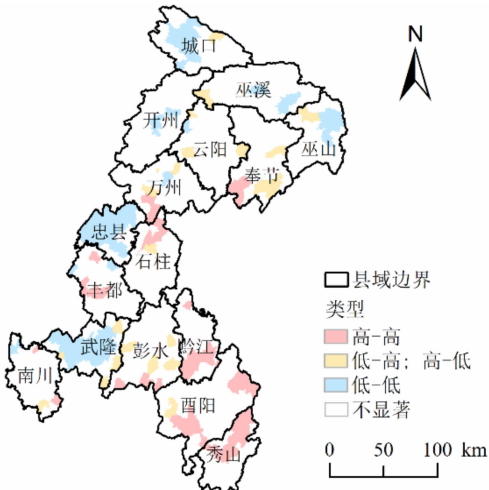 N
城口
巫溪
开州
云阳
奉节
巫山
万州
忠县
石柱
丰都
武隆
彭水
黔江
南川
酉阳
秀山
县域边界
类型
高-高
低-高；高-低
低-低
不显著
0 50 100 km